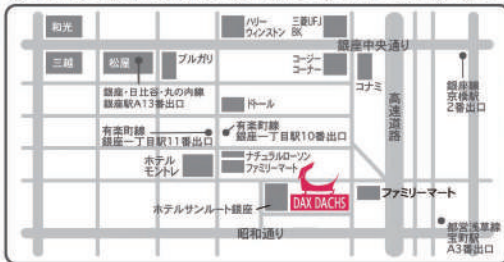 和光
ハリー
ウィンストン
三菱UFJ
BK
銀座中央通り
三越
松屋
ブルガリ
コージー
コーナー
コナミ
高速道路
銀座線
京橋駅
2番出口
銀座・日比谷・丸の内線
銀座駅A13番出口
ドトール
有楽町線
銀座一丁目駅11番出口
有楽町線
銀座一丁目駅10番出口
ホテル
モントレ
ナチュラルローソン
ファミリーマート
DAX DACHS
ファミリーマート
ホテルサンルート銀座
昭和通り
都営浅草線
宝町駅
A3番出口